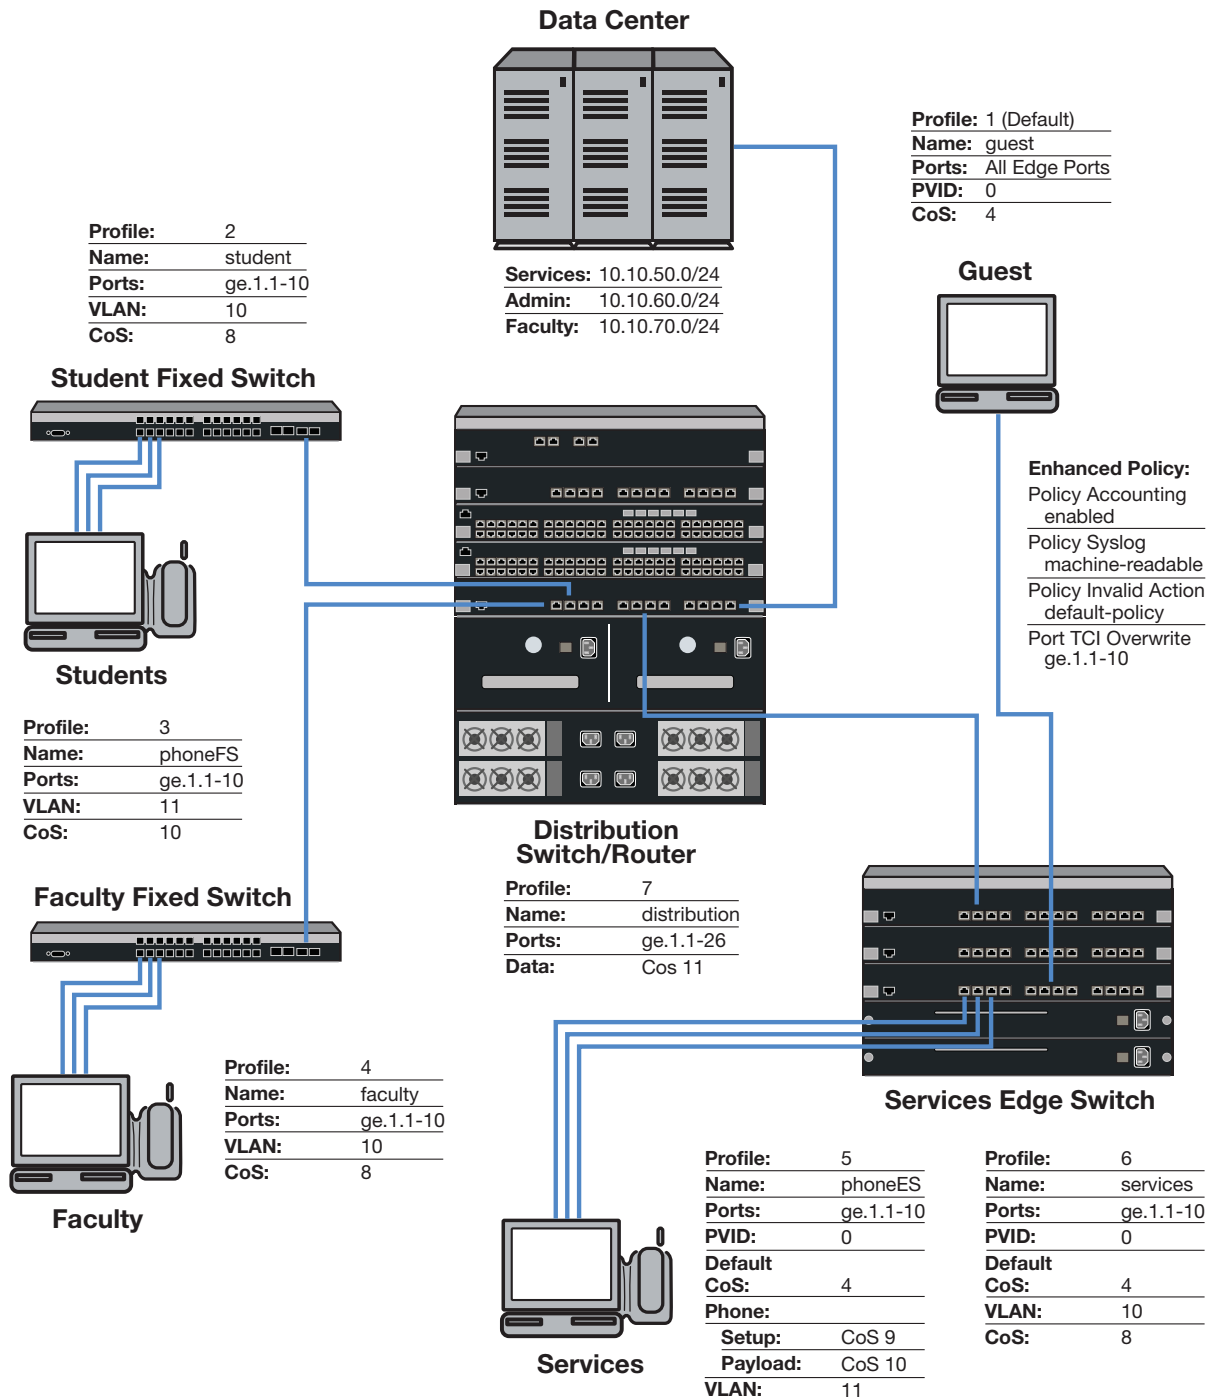 Data Center
Profile: 1 (Default)
Name: guest
Ports: All Edge Ports
PVID: 0
CoS: 4
Profile: 2
Name: student
Ports: ge.1.1-10
VLAN: 10
CoS: 8
Services: 10.10.50.0/24
Admin: 10.10.60.0/24
Faculty: 10.10.70.0/24
Guest
Student Fixed Switch
Enhanced Policy:
Policy Accounting
enabled
Policy Syslog
machine-readable
Policy Invalid Action
default-policy
Port TCI Overwrite
ge.1.1-10
Students
Profile: 3
Name: phoneFS
Ports: ge.1.1-10
VLAN: 11
CoS: 10
Distribution
Switch/Router
Profile: 7
Name: distribution
Ports: ge.1.1-26
Data: Cos 11
Faculty Fixed Switch
Profile: 4
Name: faculty
Ports: ge.1.1-10
VLAN: 10
CoS: 8
Faculty
Services Edge Switch
Profile: 5
Name: phoneES
Ports: ge.1.1-10
PVID: 0
Default
CoS: 4
Phone:
Setup: CoS 9
Payload: CoS 10
VLAN: 11
Profile: 6
Name: services
Ports: ge.1.1-10
PVID: 0
Default
CoS: 4
VLAN: 10
CoS: 8
Services